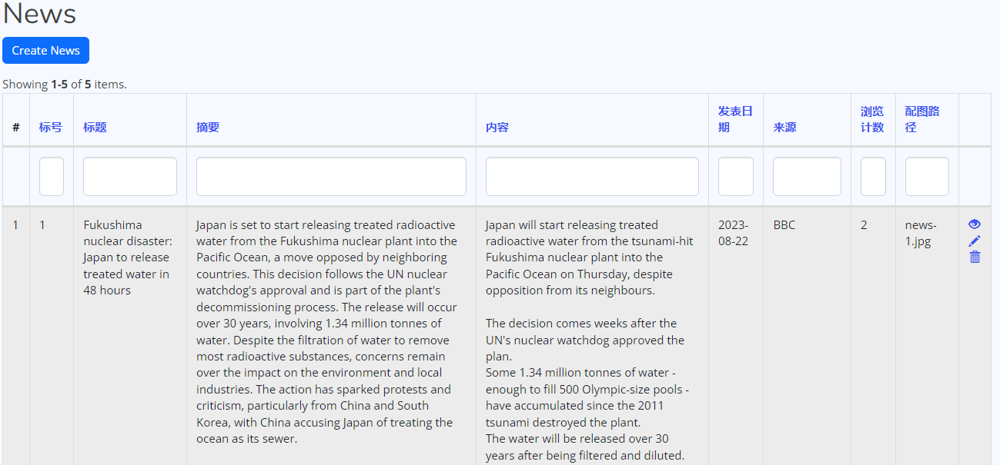 News
Create News
Showing 1-5 of 5 items.
# 标号 标题 摘要 内容 发表日期 来源 浏览计数 配图路径
1
1
Fukushima
nuclear disaster:
Japan to release
treated water in
48 hours
Japan is set to start releasing treated radioactive
water from the Fukushima nuclear plant into the
Pacific Ocean, a move opposed by neighboring
countries. This decision follows the UN nuclear
watchdog's approval and is part of the plant's
decommissioning process. The release will occur
over 30 years, involving 1.34 million tonnes of
water. Despite the filtration of water to remove
most radioactive substances, concerns remain
over the impact on the environment and local
industries. The action has sparked protests and
criticism, particularly from China and South
Korea, with China accusing Japan of treating the
ocean as its sewer.
Japan will start releasing treated
radioactive water from the tsunami-hit
Fukushima nuclear plant into the
Pacific Ocean on Thursday, despite
opposition from its neighbours.
The decision comes weeks after the
UN's nuclear watchdog approved the
plan.
Some 1.34 million tonnes of water -
enough to fill 500 Olympic-size pools -
have accumulated since the 2011
tsunami destroyed the plant.
The water will be released over 30
years after being filtered and diluted.
2023-
08-22
BBC
2
news-
1.jpg